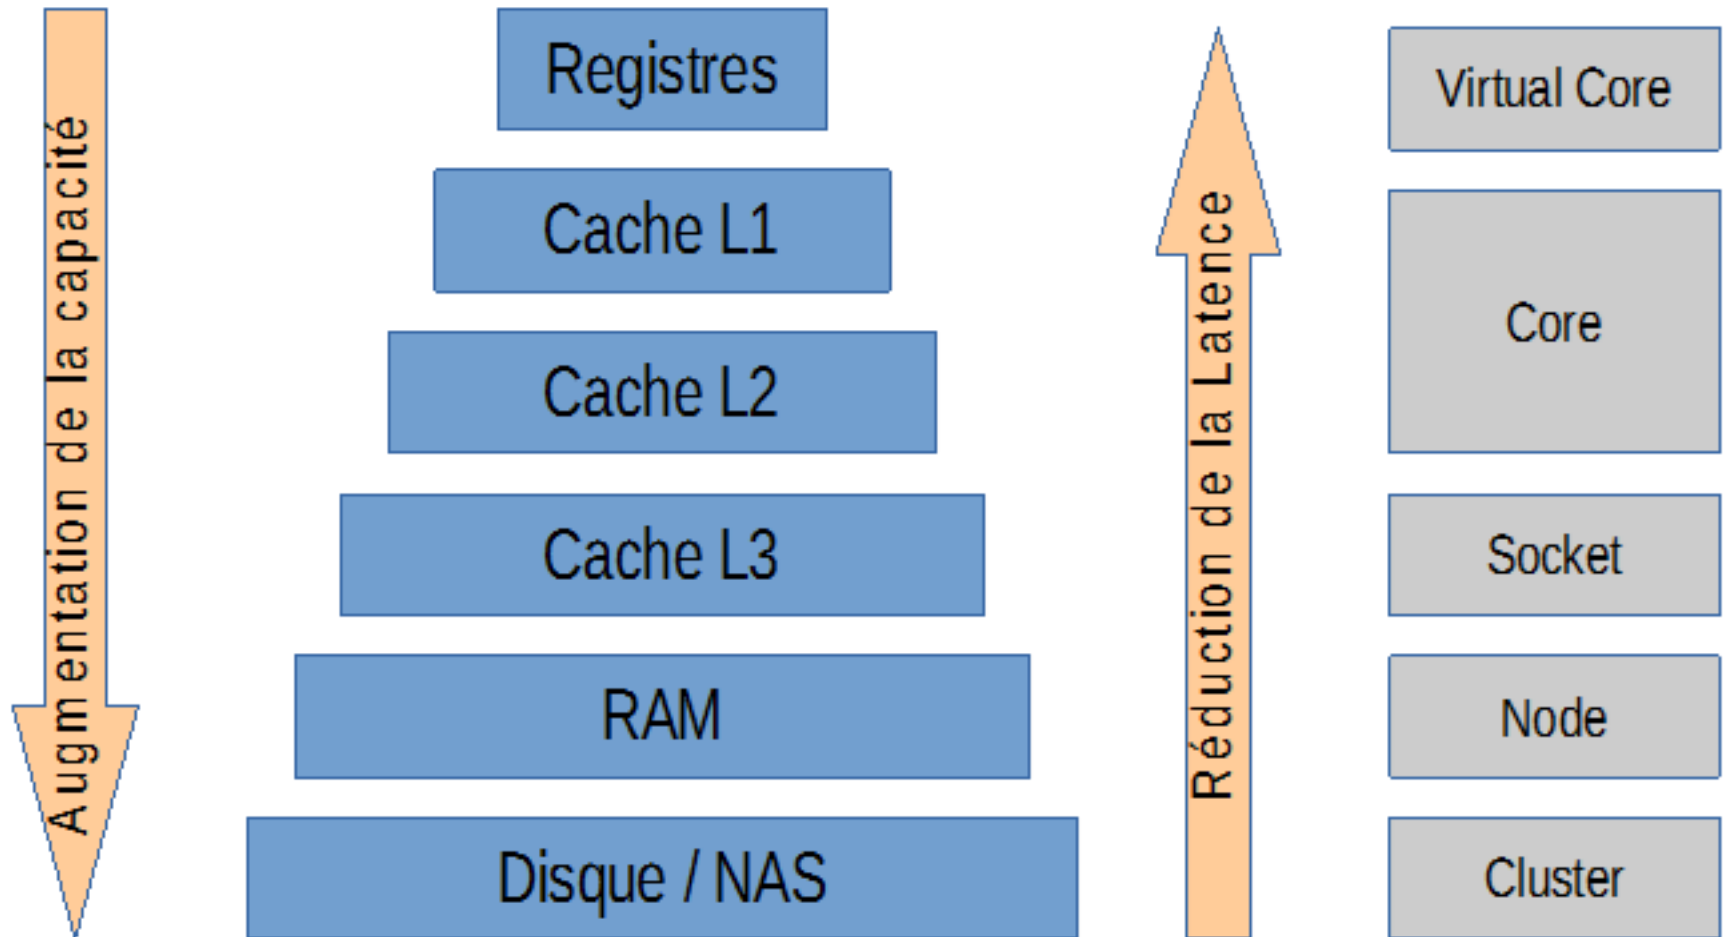 Augmentation de la capacité
Registres
Cache L1
Cache L2
Cache L3
RAM
Disque / NAS
Réduction de la Latence
Virtual Core
Core
Socket
Node
Cluster